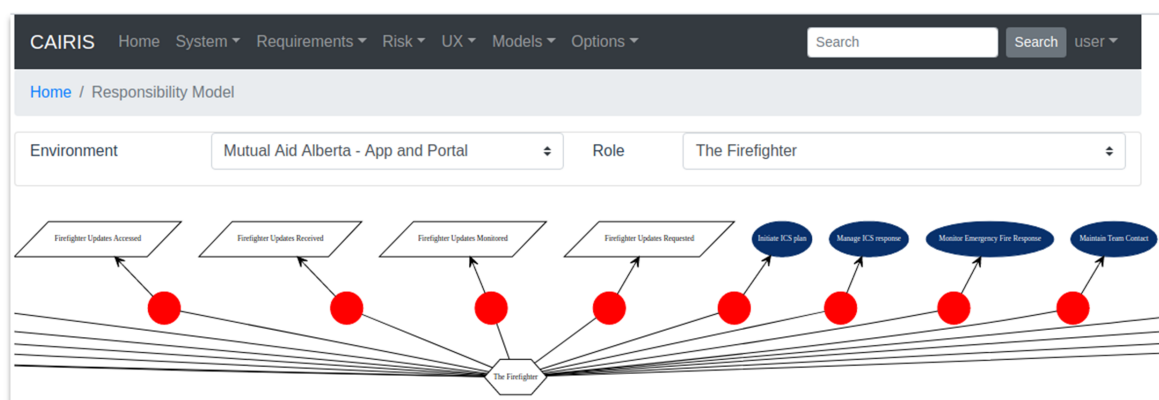 CAIRIS Home System Requirements Risk UX Models Options Search Search user
Home / Responsibility Model
Environment Mutual Aid Alberta - App and Portal Role The Firefighter
Firefighter Updates Accessed Firefighter Updates Received Firefighter Updates Monitored Firefighter Updates Requested Initiate ICS plan Manage ICS response Monitor Emergency Fire Response Maintain Team Contact
The Firefighter